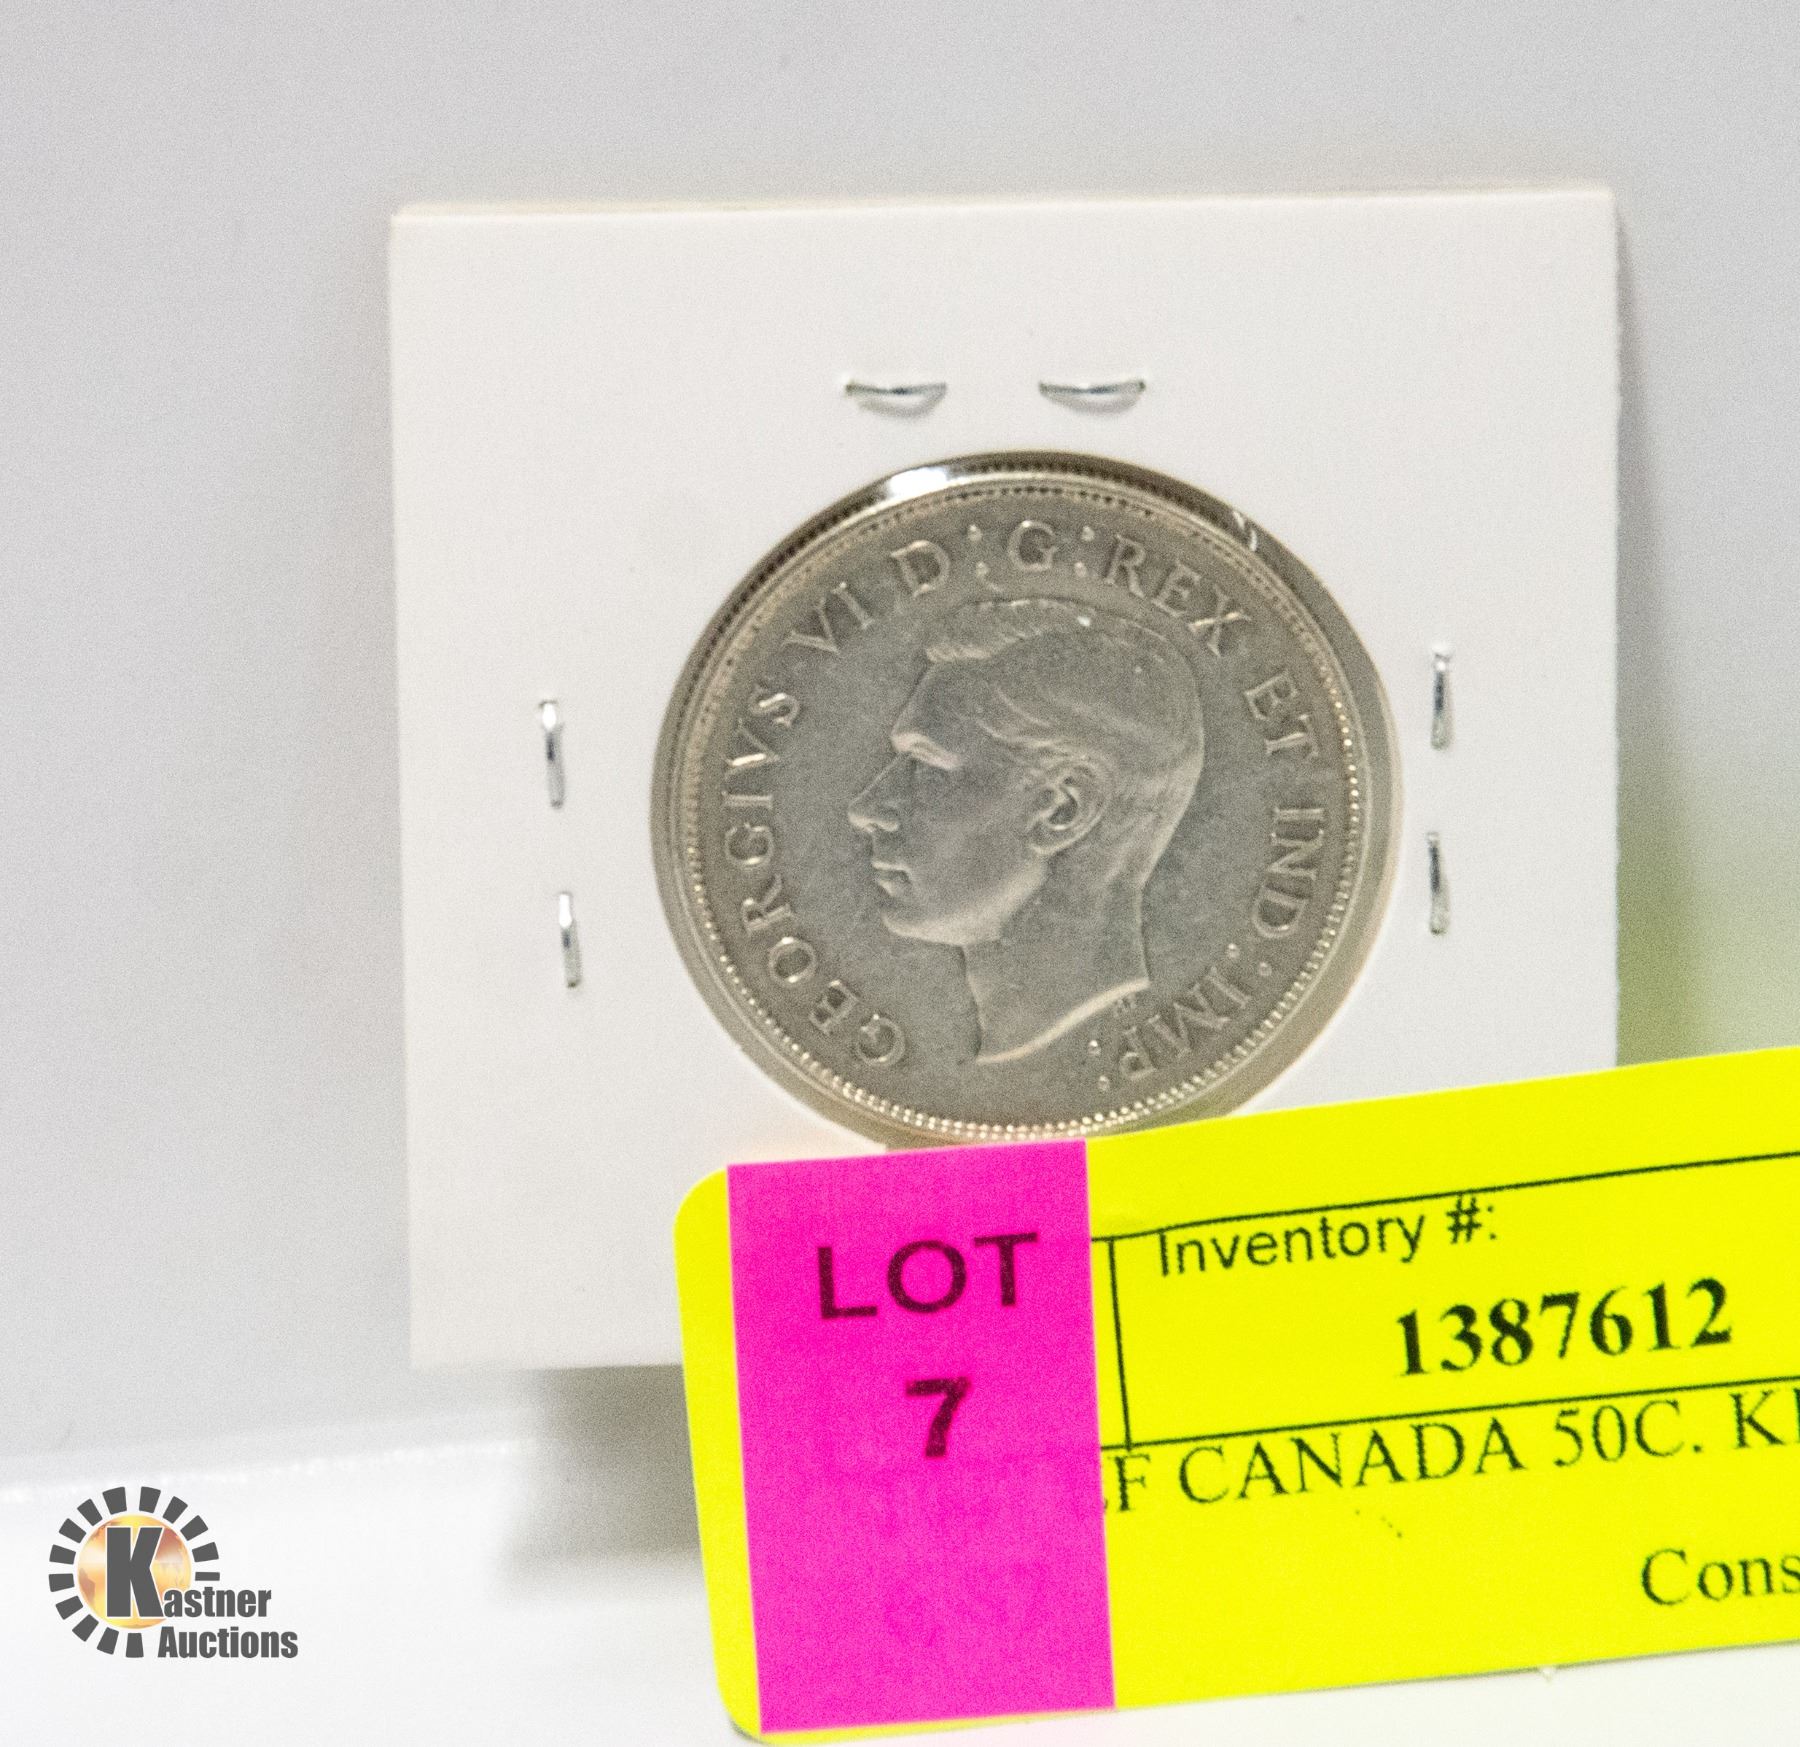 GEORGIVS VI D:G:REX ET IND:IMP:
LOT
7
Inventory #:
1387612
F CANADA 50C. K
Cons
Kastner
Auctions